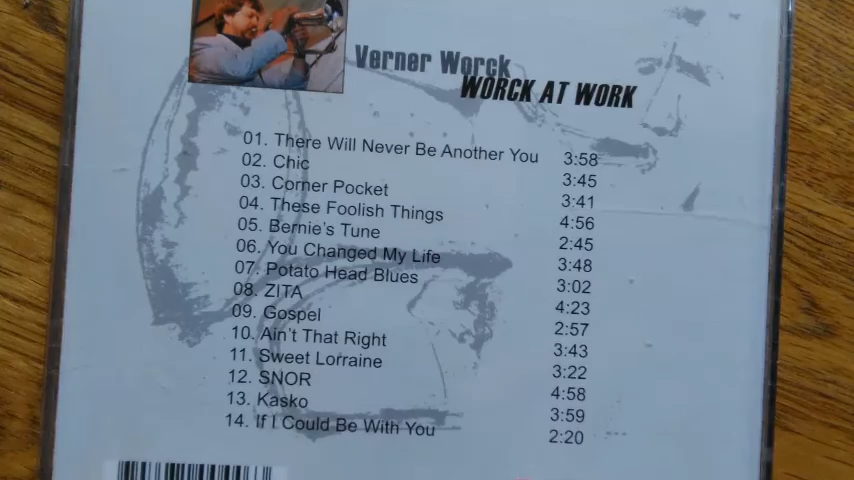 Verner Worck
WORCK AT WORK
01. There Will Never Be Another You 3:58
02. Chic 3:45
03. Corner Pocket 3:41
04. These Foolish Things 4:56
05. Bernie's Tune 2:45
06. You Changed My Life 3:48
07. Potato Head Blues 3:02
08. ZITA 4:23
09. Gospel 2:57
10. Ain't That Right 3:43
11. Sweet Lorraine 3:22
12. SNOR 4:58
13. Kasko 3:59
14. If I Could Be With You 2:20